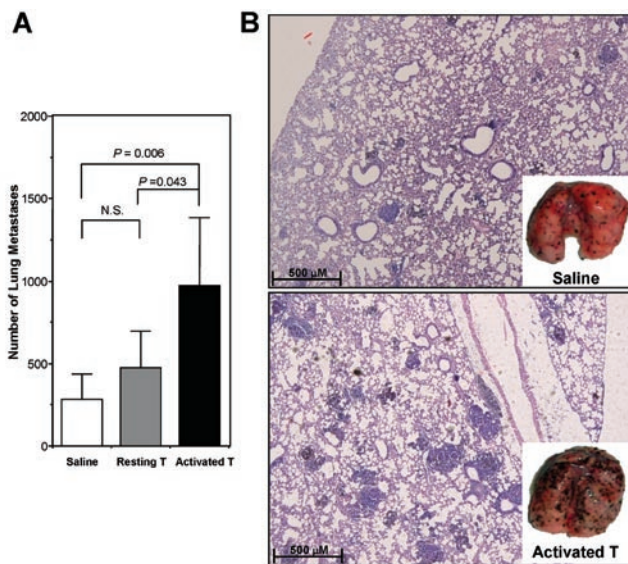 A
Number of Lung Metastases
2000
1500
1000
500
0
P = 0.006
P =0.043
N.S.
Saline
Resting T
Activated T
B
500 µM
Saline
500 µM
Activated T